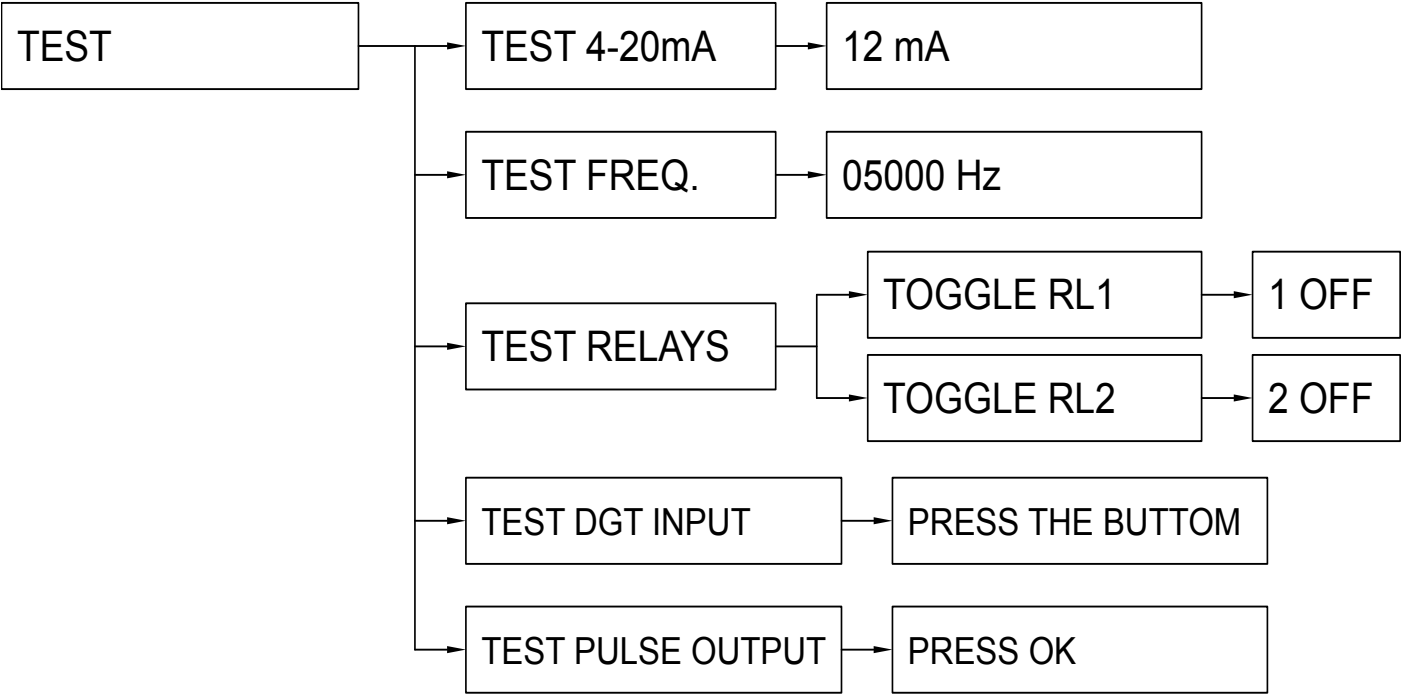 TEST
TEST 4-20mA
12 mA
TEST FREQ.
05000 Hz
TEST RELAYS
TOGGLE RL1
1 OFF
TOGGLE RL2
2 OFF
TEST DGT INPUT
PRESS THE BUTTOM
TEST PULSE OUTPUT
PRESS OK